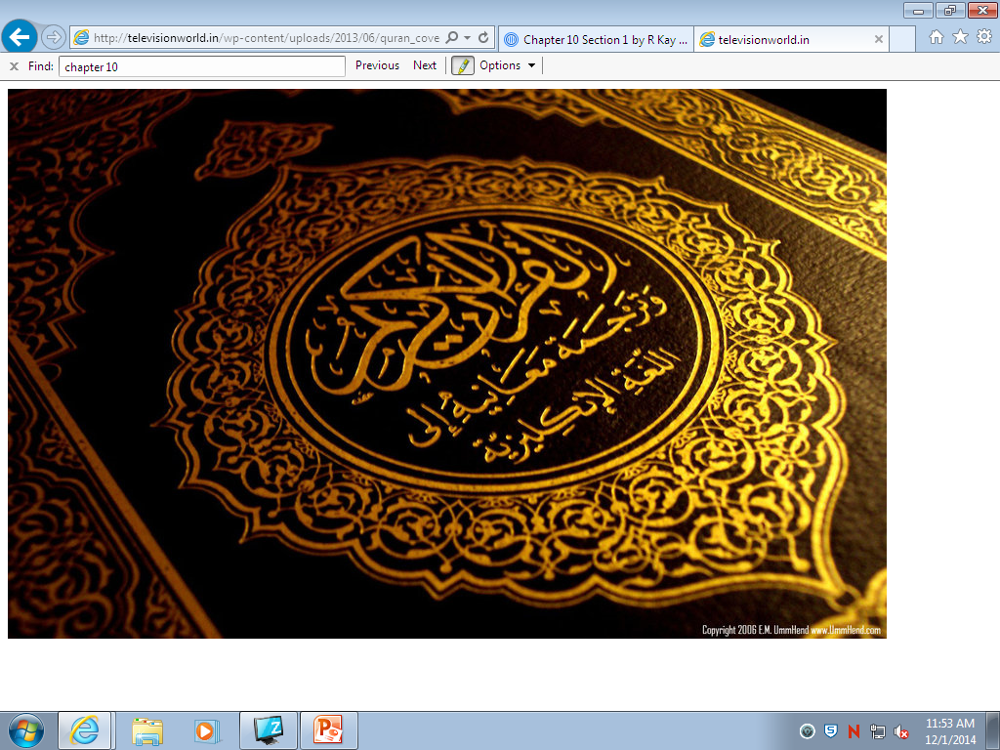 http://televisionworld.in/wp-content/uploads/2013/06/quran_cove
Chapter 10 Section 1 by R Kay ...
televisionworld.in
Find: chapter 10 Previous Next Options
القرآن الكريم
وترجمة معانيه إلى
اللغة الإنكليزية
Copyright 2006 E.M. UmmHend www.UmmHend.com
11:53 AM
12/1/2014